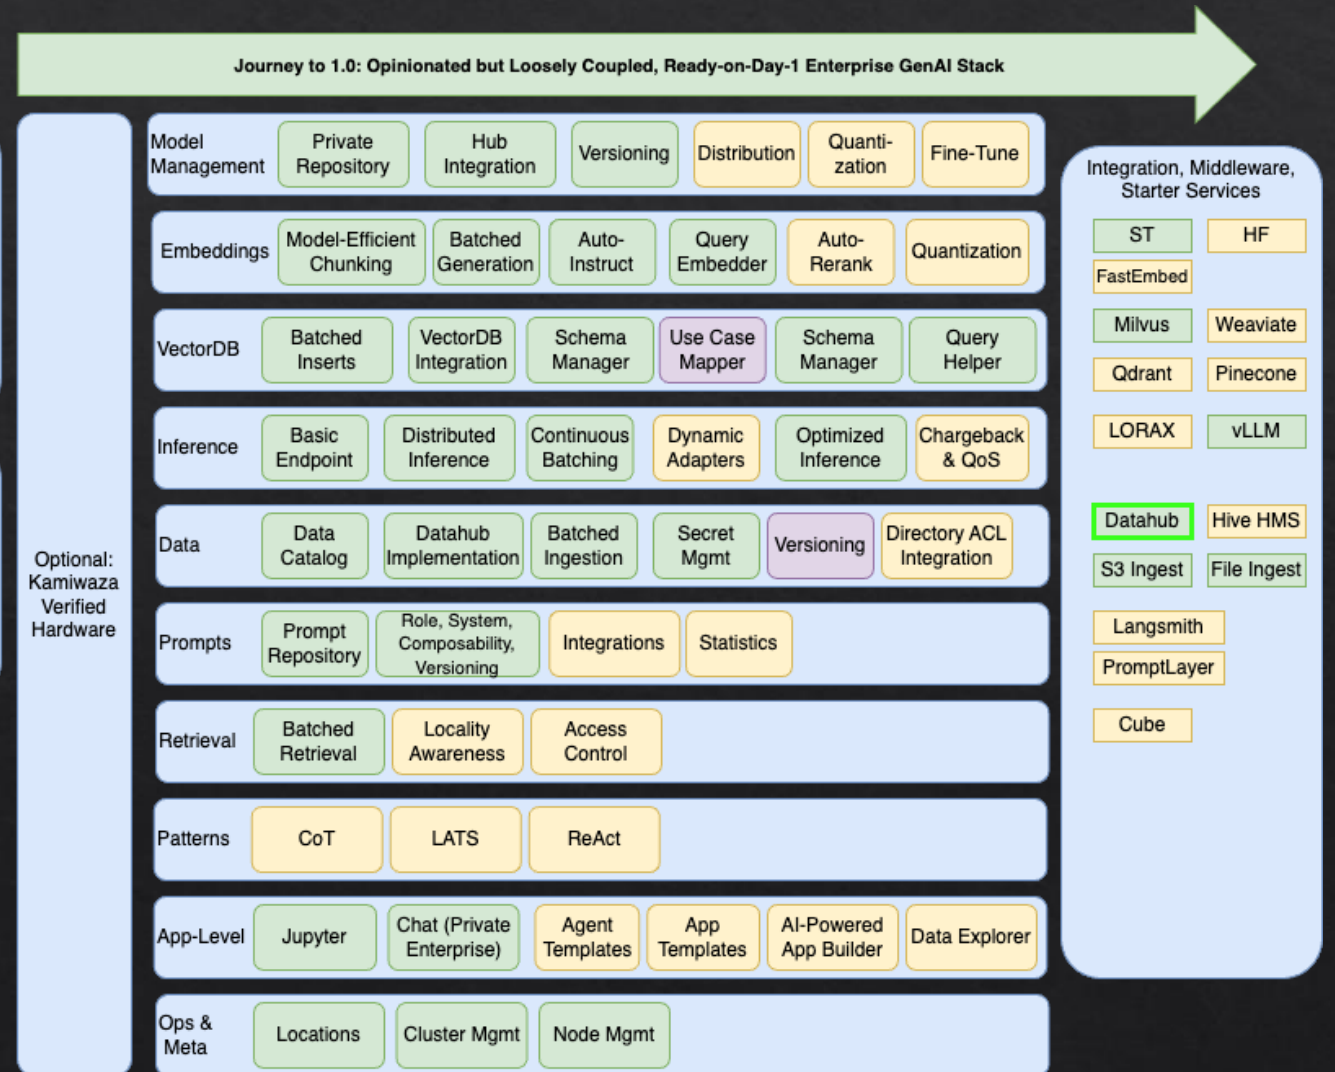 Journey to 1.0: Opinionated but Loosely Coupled, Ready-on-Day-1 Enterprise GenAI Stack
Optional:
Kamiwaza
Verified
Hardware
Model
Management
Private
Repository
Hub
Integration
Versioning
Distribution
Quanti-
zation
Fine-Tune
Embeddings
Model-Efficient
Chunking
Batched
Generation
Auto-
Instruct
Query
Embedder
Auto-
Rerank
Quantization
VectorDB
Batched
Inserts
VectorDB
Integration
Schema
Manager
Use Case
Mapper
Schema
Manager
Query
Helper
Inference
Basic
Endpoint
Distributed
Inference
Continuous
Batching
Dynamic
Adapters
Optimized
Inference
Chargeback
& QoS
Data
Data
Catalog
Datahub
Implementation
Batched
Ingestion
Secret
Mgmt
Versioning
Directory ACL
Integration
Prompts
Prompt
Repository
Role, System,
Composability,
Versioning
Integrations
Statistics
Retrieval
Batched
Retrieval
Locality
Awareness
Access
Control
Patterns
CoT
LATS
ReAct
App-Level
Jupyter
Chat (Private
Enterprise)
Agent
Templates
App
Templates
AI-Powered
App Builder
Data Explorer
Ops &
Meta
Locations
Cluster Mgmt
Node Mgmt
Integration, Middleware,
Starter Services
ST
HF
FastEmbed
Milvus
Weaviate
Qdrant
Pinecone
LORAX
vLLM
Datahub
Hive HMS
S3 Ingest
File Ingest
Langsmith
PromptLayer
Cube